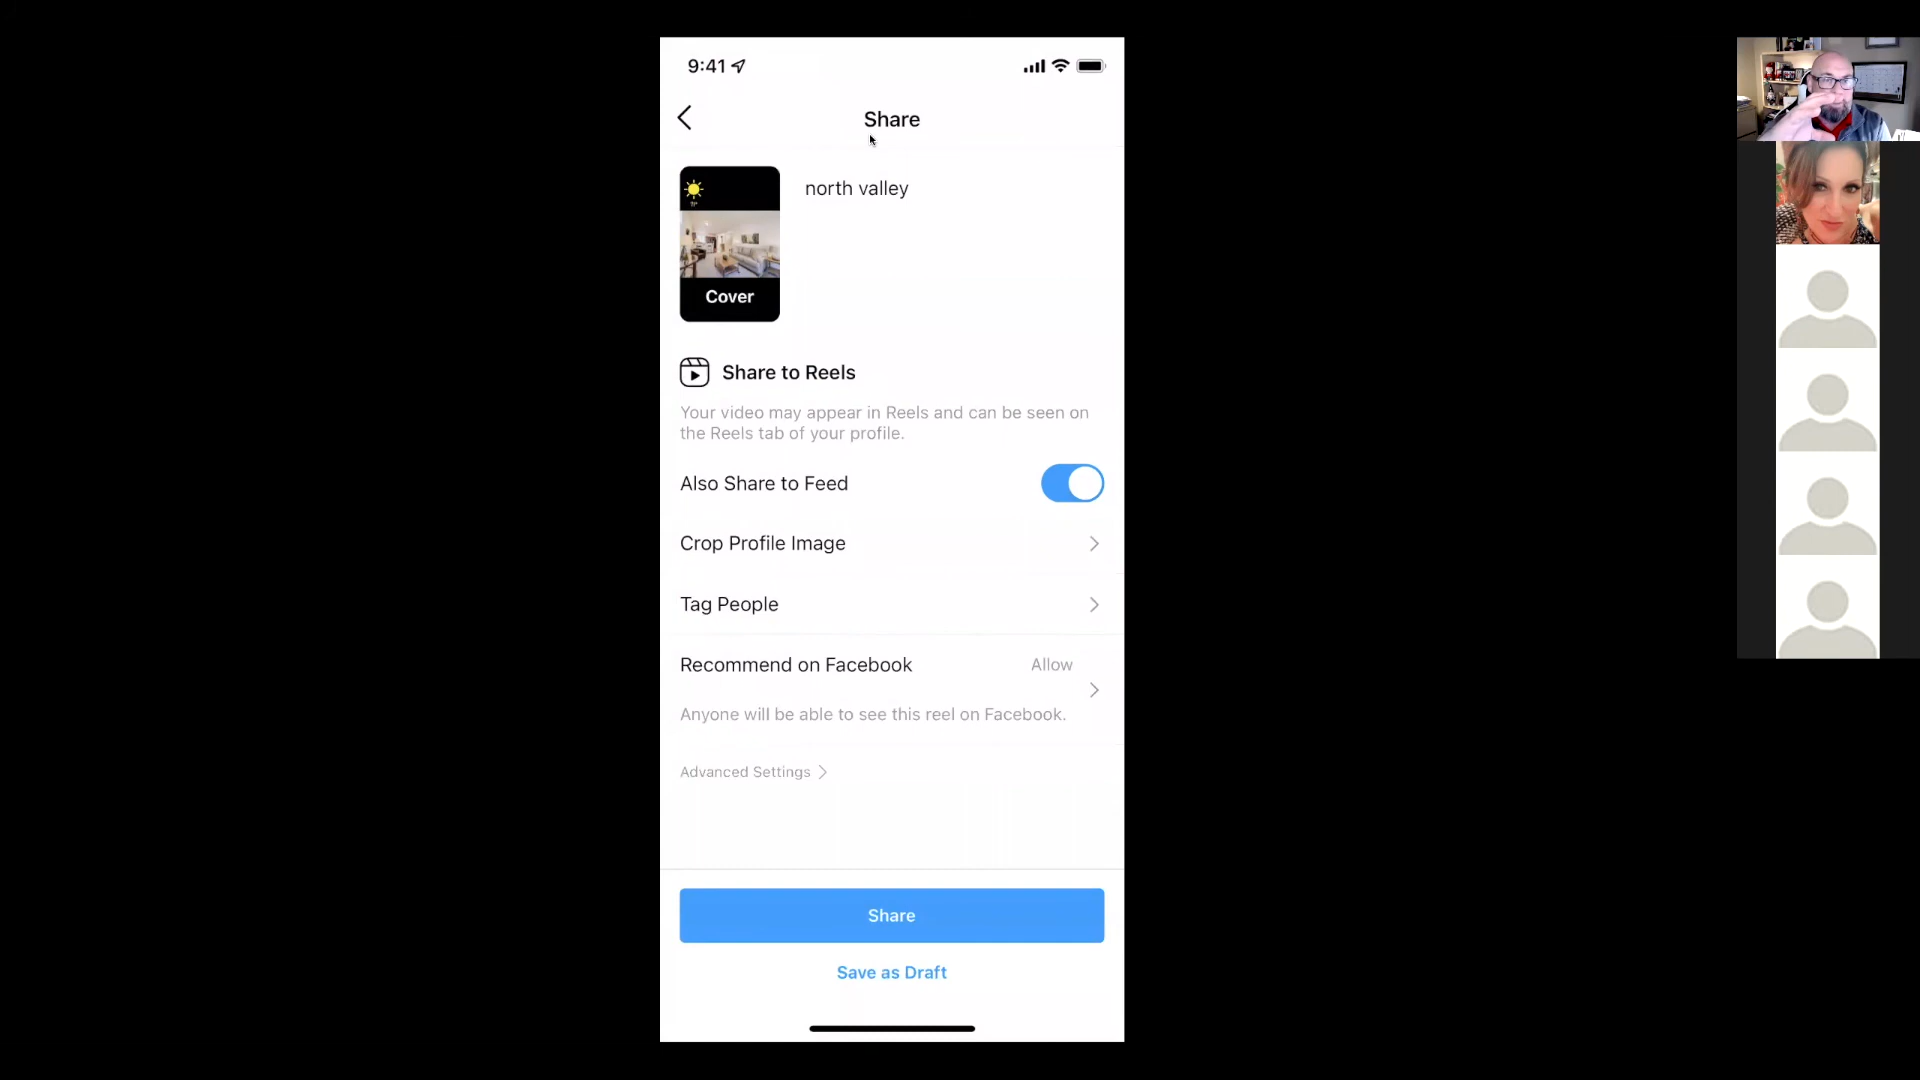 9:41
Share
north valley
Cover
Share to Reels
Your video may appear in Reels and can be seen on
the Reels tab of your profile.
Also Share to Feed
Crop Profile Image
Tag People
Recommend on Facebook
Allow
Anyone will be able to see this reel on Facebook.
Advanced Settings
Share
Save as Draft